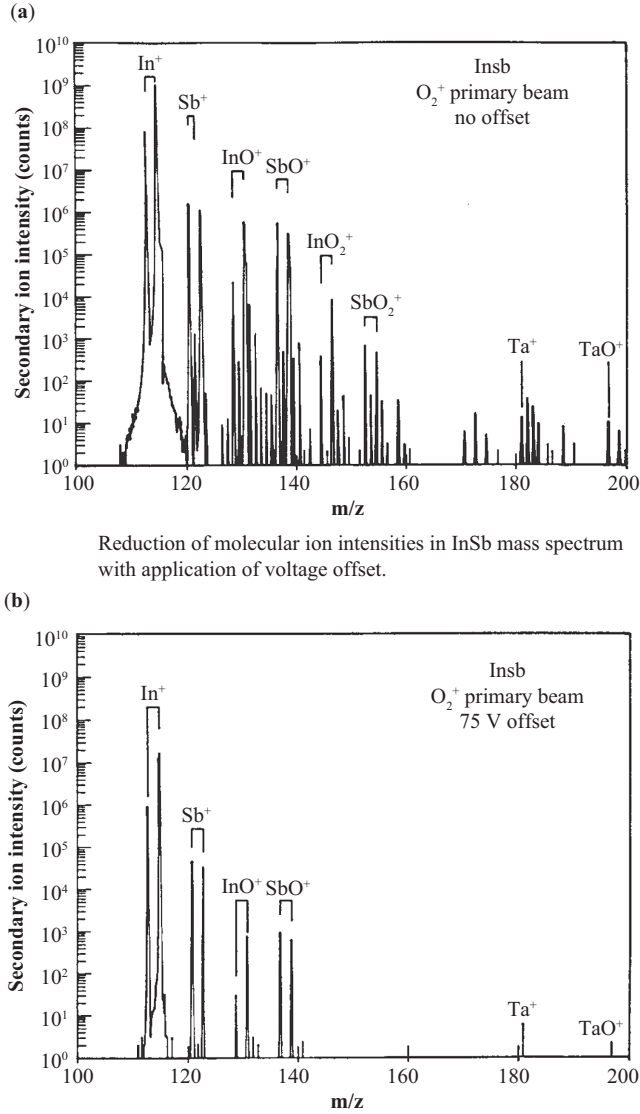 (a)
Secondary ion intensity (counts)
10¹⁰
10⁹
10⁸
10⁷
10⁶
10⁵
10⁴
10³
10²
10¹
10⁰
In⁺
Sb⁺
InO⁺
SbO⁺
InO₂⁺
SbO₂⁺
Ta⁺
TaO⁺
Insb
O₂⁺ primary beam
no offset
100 120 140 160 180 200
m/z
Reduction of molecular ion intensities in InSb mass spectrum
with application of voltage offset.
(b)
Secondary ion intensity (counts)
10¹⁰
10⁹
10⁸
10⁷
10⁶
10⁵
10⁴
10³
10²
10¹
10⁰
In⁺
Sb⁺
InO⁺
SbO⁺
Ta⁺
TaO⁺
Insb
O₂⁺ primary beam
75 V offset
100 120 140 160 180 200
m/z